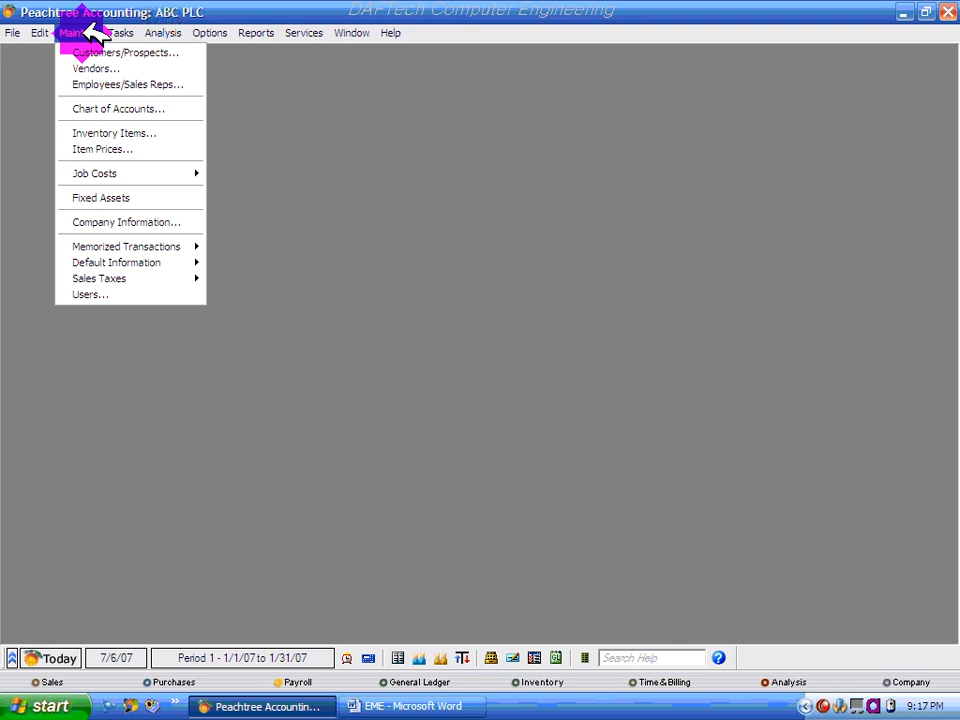 Peachtree Accounting: ABC PLC
DAFTech Computer Engineering
File Edit Tasks Analysis Options Reports Services Window Help
Customers/Prospects...
Vendors...
Employees/Sales Reps...
Chart of Accounts...
Inventory Items...
Item Prices...
Job Costs
Fixed Assets
Company Information...
Memorized Transactions
Default Information
Sales Taxes
Users...
Today 7/6/07 Period 1 - 1/1/07 to 1/31/07 Search Help
Sales Purchases Payroll General Ledger Inventory Time & Billing Analysis Company
start Peachtree Accountin... EME - Microsoft Word 9:17 PM